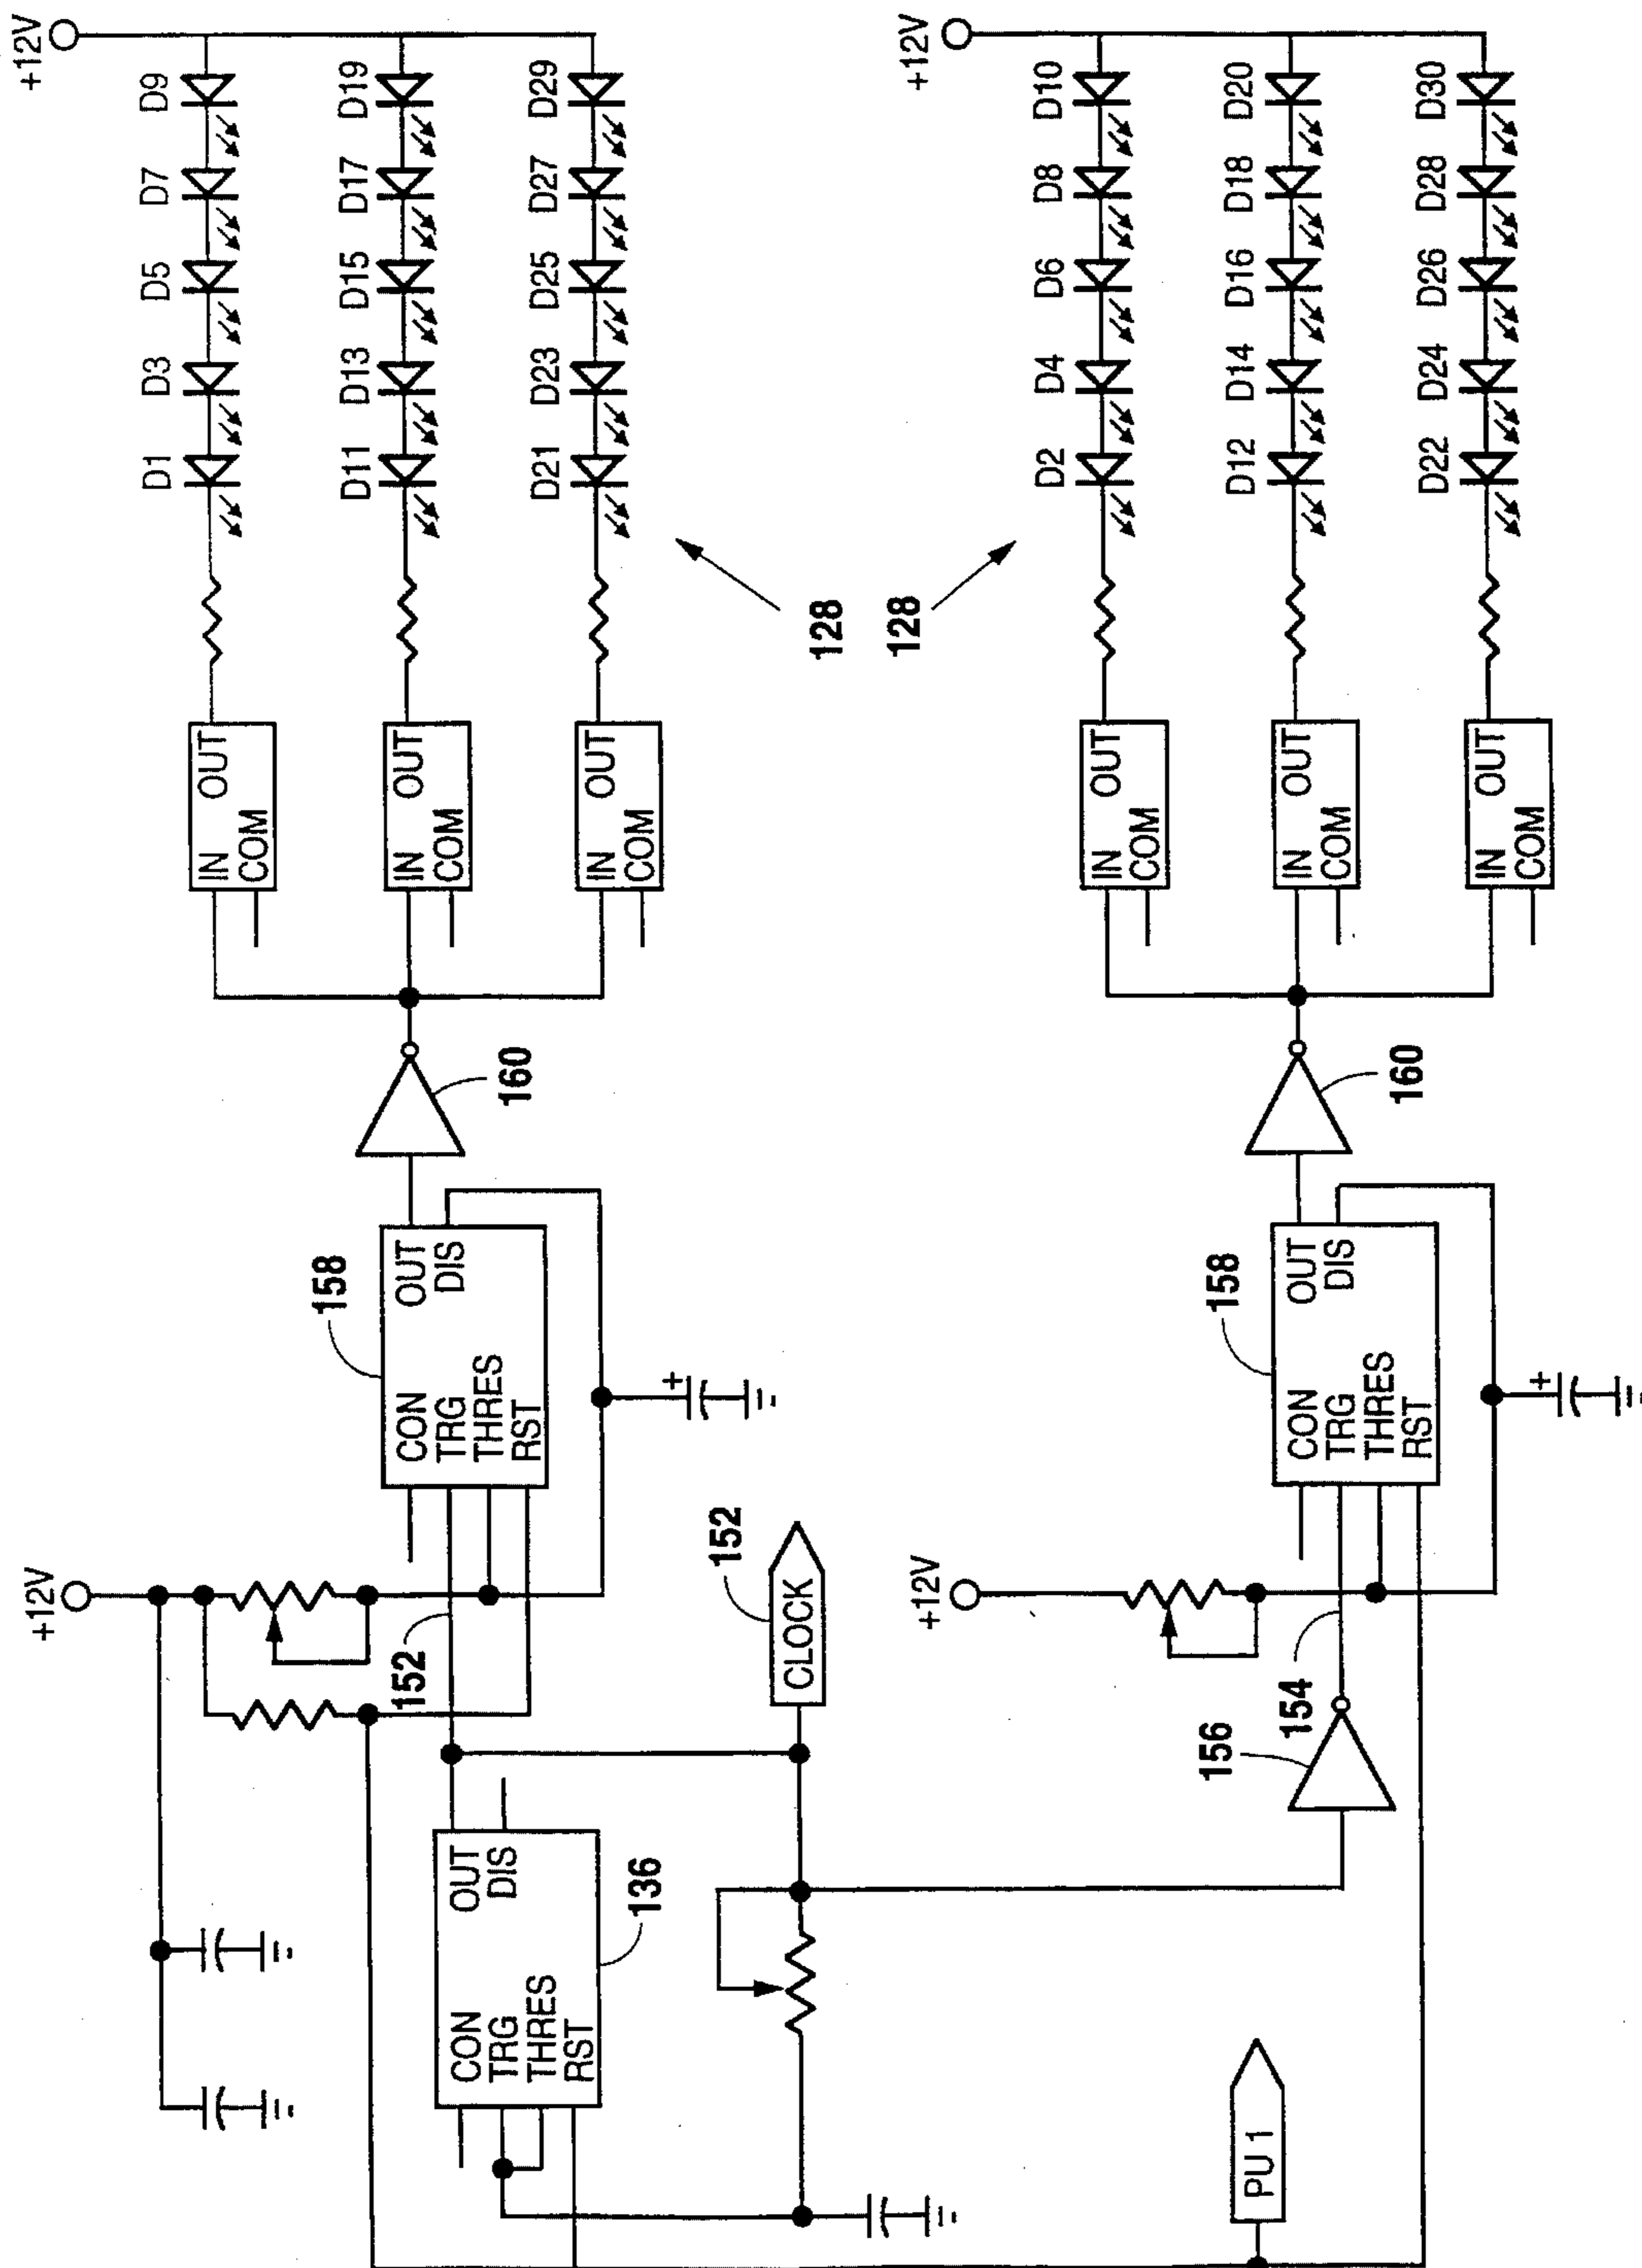 +12V
D1 D3 D5 D7 D9
D11 D13 D15 D17 D19
D21 D23 D25 D27 D29
128
IN OUT
COM
IN OUT
COM
IN OUT
COM
160
158
CON OUT
TRG DIS
THRES
RST
+12V
152
152
CLOCK
CON OUT
TRG DIS
THRES
RST
136
+12V
D2 D4 D6 D8 D10
D12 D14 D16 D18 D20
D22 D24 D26 D28 D30
128
IN OUT
COM
IN OUT
COM
IN OUT
COM
160
158
CON OUT
TRG DIS
THRES
RST
+12V
154
156
PU 1
+
+